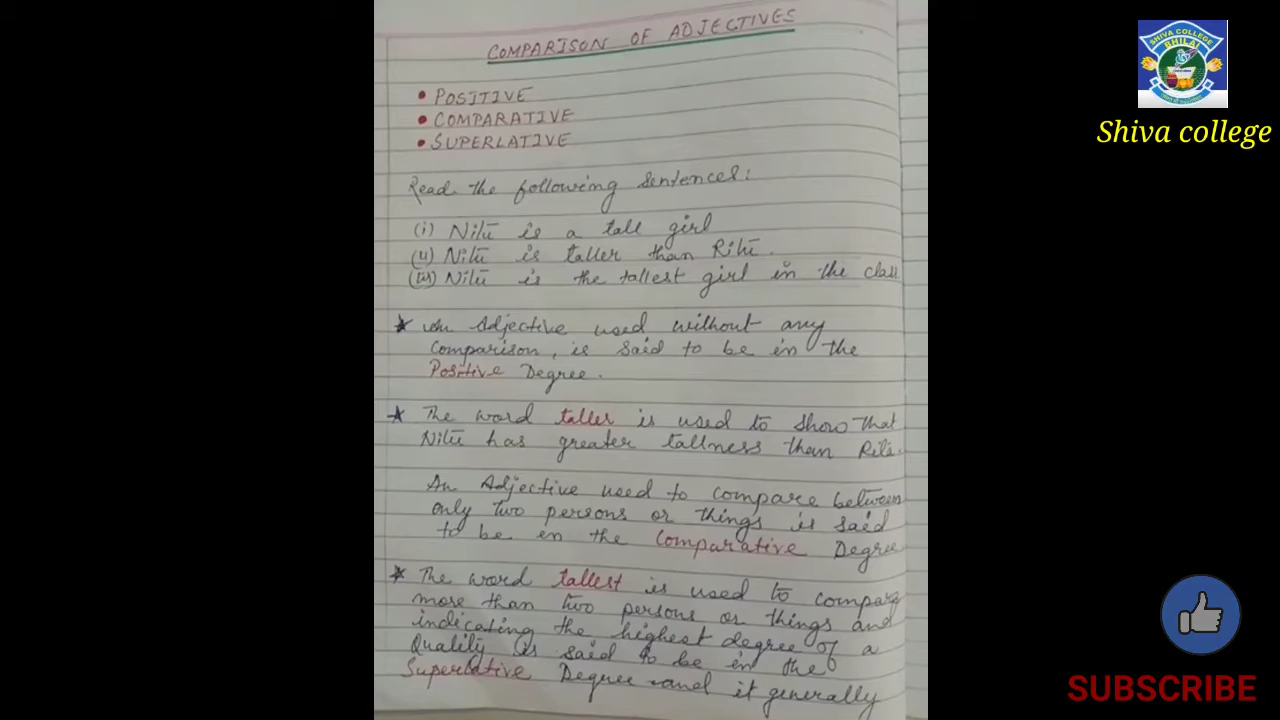 COMPARISON OF ADJECTIVES
• POSITIVE
• COMPARATIVE
• SUPERLATIVE
Read the following sentences:
(i) Nitu is a tall girl
(ii) Nitu is taller than Ritu.
(iii) Nitu is the tallest girl in the class
★ An Adjective used without any
comparison, is said to be in the
Positive Degree.
★ The word taller is used to show that
Nitu has greater tallness than Ritu.
An Adjective used to compare between
only two persons or things is said
to be in the Comparative Degree
★ The word tallest is used to compare
more than two persons or things and
indicating the highest degree of a
Quality is said to be in the
Superlative Degree and it generally
SHIVA COLLEGE
BHILAI
Shiva college
SUBSCRIBE